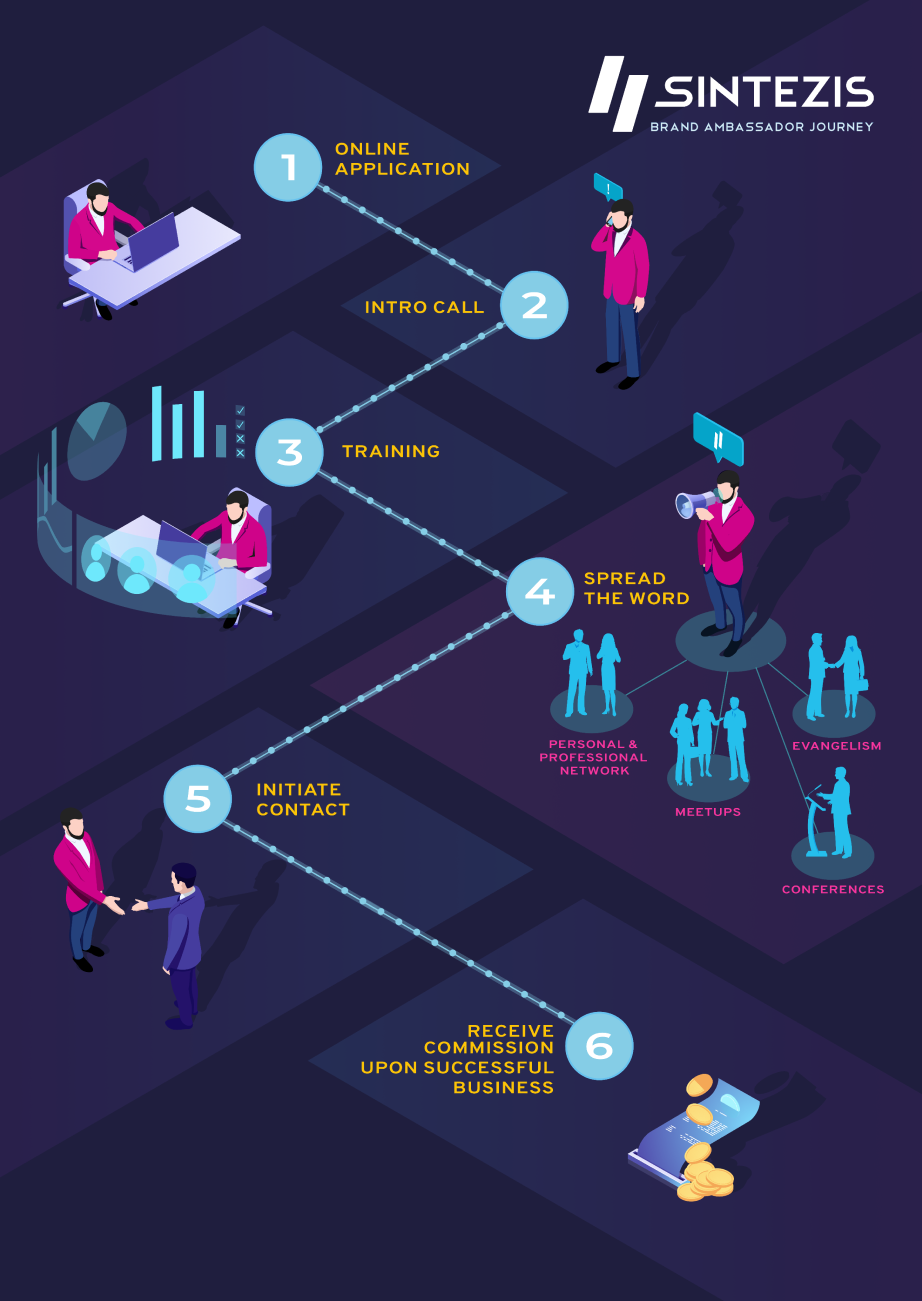 SINTEZIS
BRAND AMBASSADOR JOURNEY
1
ONLINE
APPLICATION
!
2
INTRO CALL
3
TRAINING
4
SPREAD
THE WORD
PERSONAL &
PROFESSIONAL
NETWORK
MEETUPS
EVANGELISM
CONFERENCES
5
INITIATE
CONTACT
6
RECEIVE
COMMISSION
UPON SUCCESSFUL
BUSINESS